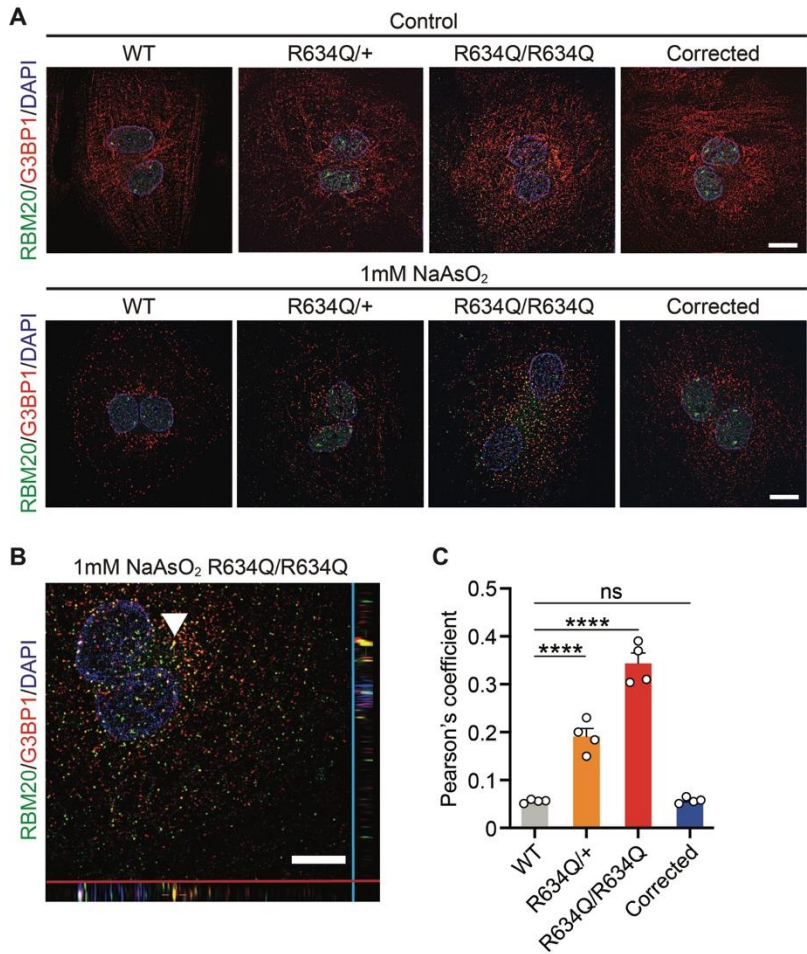 A
Control
WT R634Q/+ R634Q/R634Q Corrected
RBM20/G3BP1/DAPI
1mM NaAsO₂
WT R634Q/+ R634Q/R634Q Corrected
RBM20/G3BP1/DAPI
B
1mM NaAsO₂ R634Q/R634Q
RBM20/G3BP1/DAPI
C
ns
****
****
Pearson's coefficient
0.5
0.4
0.3
0.2
0.1
0
WT
R634Q/+
R634Q/R634Q
Corrected